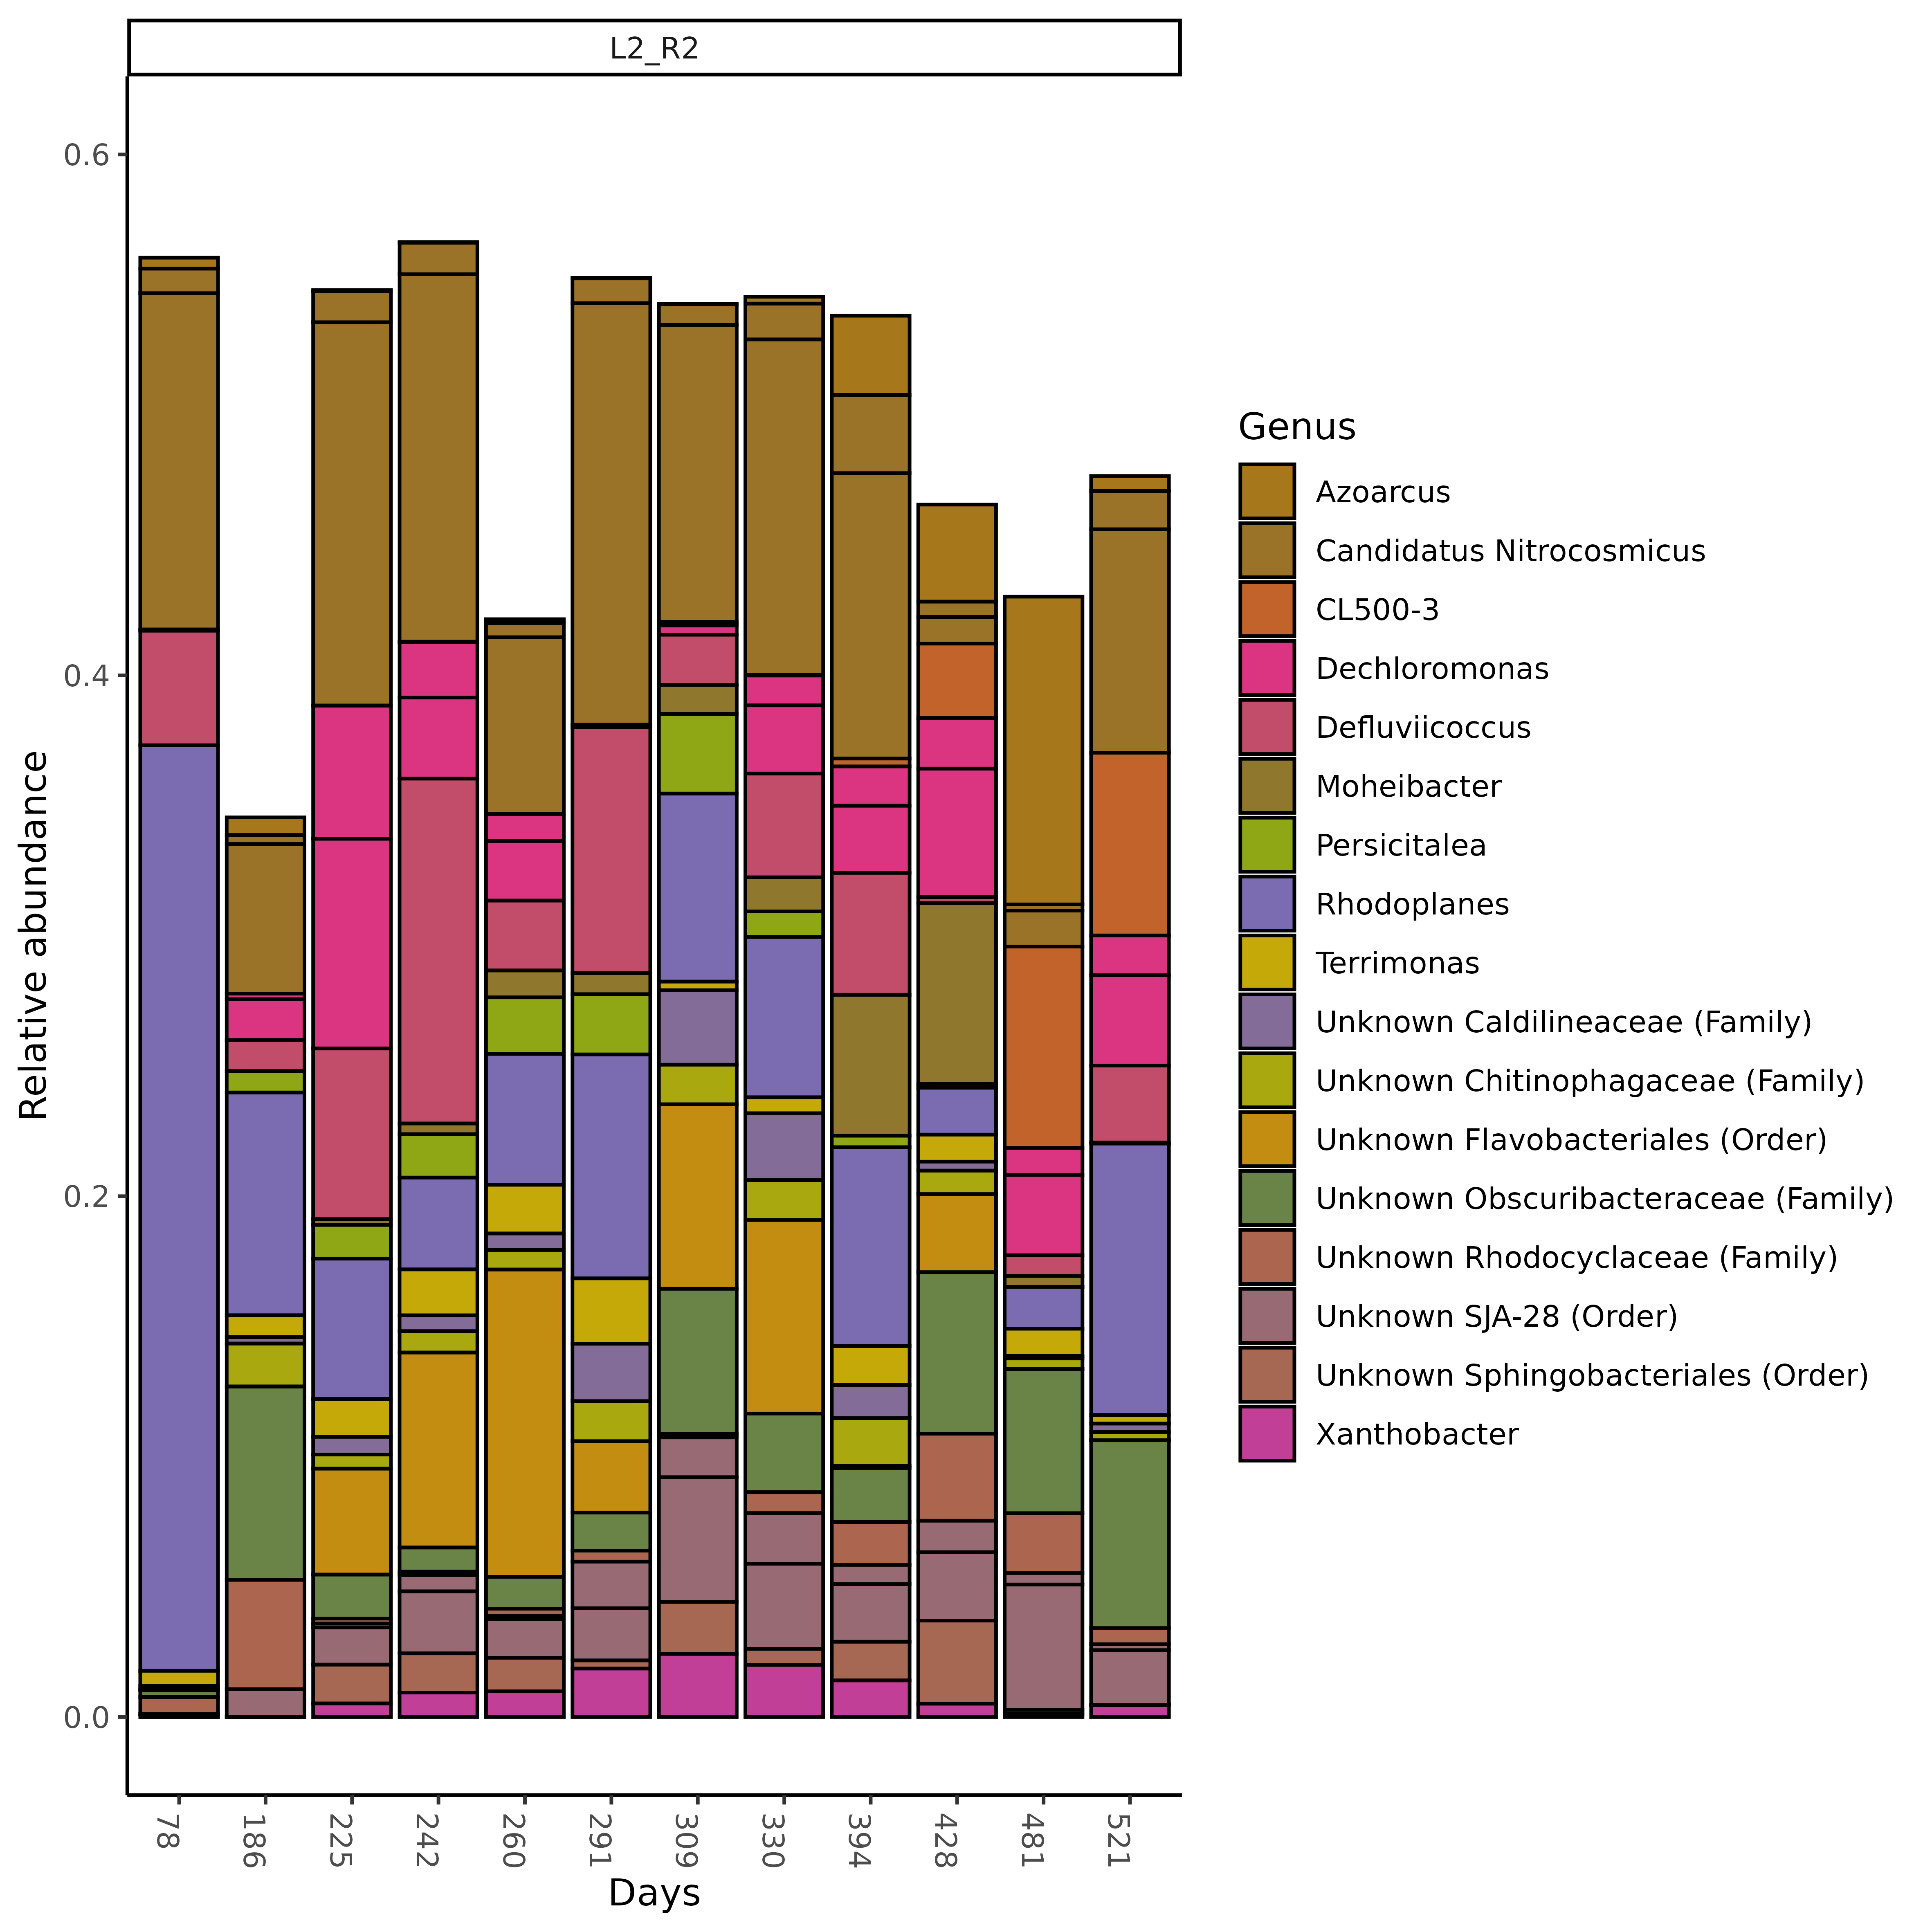 L2_R2
0.6
0.4
0.2
0.0
Relative abundance
78
186
225
242
260
291
309
330
394
428
481
521
Days
Genus
Azoarcus
Candidatus Nitrocosmicus
CL500-3
Dechloromonas
Defluviicoccus
Moheibacter
Persicitalea
Rhodoplanes
Terrimonas
Unknown Caldilineaceae (Family)
Unknown Chitinophagaceae (Family)
Unknown Flavobacteriales (Order)
Unknown Obscuribacteraceae (Family)
Unknown Rhodocyclaceae (Family)
Unknown SJA-28 (Order)
Unknown Sphingobacteriales (Order)
Xanthobacter